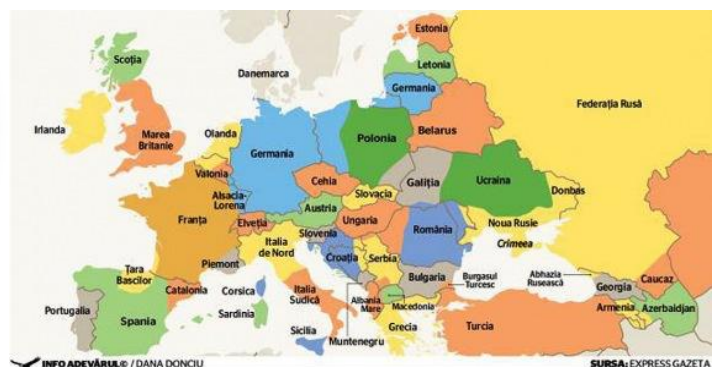 Estonia
Scoția
Letonia
Danemarca
Germania
Federația Rusă
Irlanda
Marea
Britanie
Olanda
Belarus
Polonia
Germania
Valonia
Galiția
Ucraina
Donbas
Cehia
Slovacia
Alsacia-
Lorena
Austria
Franța
Elveția
Ungaria
România
Noua Rusie
Slovenia
Italia
de Nord
Crimeea
Croația
Serbia
Piemont
Țara
Bascilor
Bulgaria
Burgasul
Turcesc
Abhazia
Rusească
Caucaz
Georgia
Catalonia
Corsica
Italia
Sudică
Albania
Mare
Macedonia
Armenia
Azerbaidjan
Portugalia
Spania
Sardinia
Grecia
Turcia
Sicilia
Muntenegru
INFO ADEVĂRUL© / DANA DONCIU
SURSA: EXPRESS GAZETA